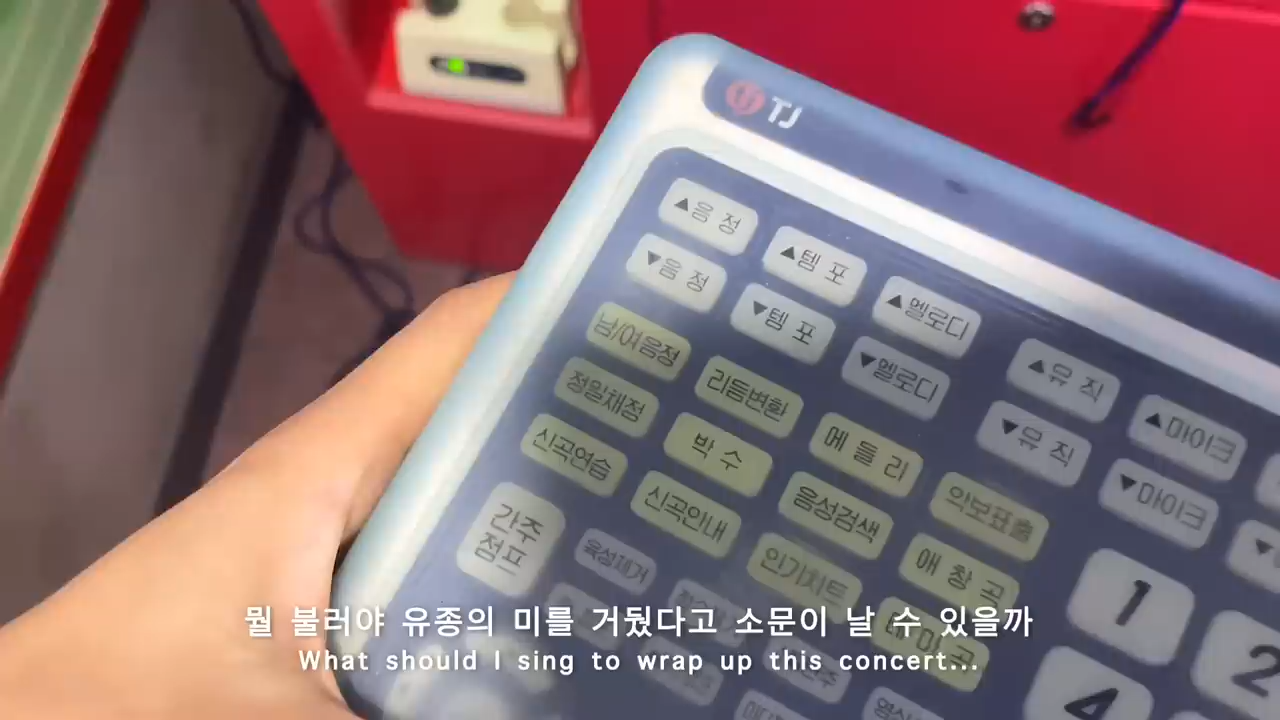 TJ
▲음 정
▲템 포
▲멜로디
▲뮤 직
▲마이크
▼음 정
▼템 포
▼멜로디
▼뮤 직
▼마이크
남/여음정
리듬변환
메 들 리
악보표출
정밀채점
박 수
음성검색
애 창 곡
신곡연습
신곡안내
인기차트
간주
점프
육성제거
1
2
4
뭘 불러야 유종의 미를 거뒀다고 소문이 날 수 있을까
What should I sing to wrap up this concert...